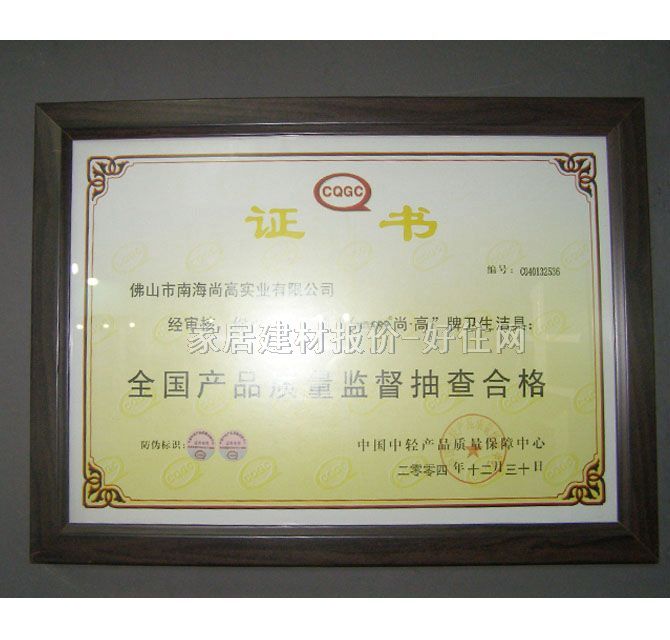 CQGC
证 书
编号：CQ40132536
佛山市南海尚高实业有限公司
经审核， 尚·高”牌卫生洁具：
家居建材报价-好住网
全国产品质量监督抽查合格
防伪标识：
中国中轻产品质量保障中心
二零零四年十二月三十日